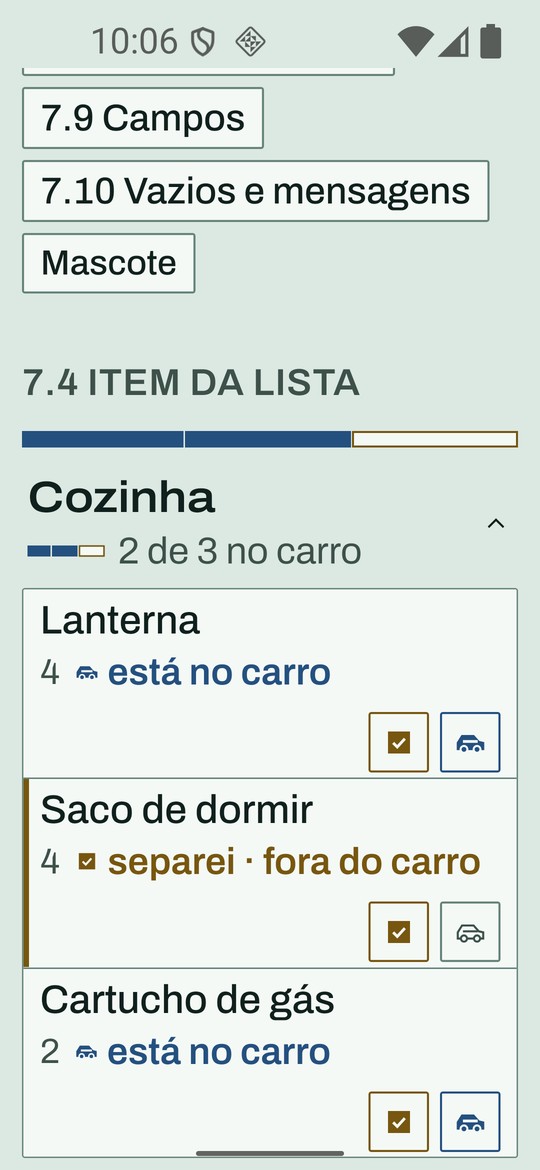 10:06
7.9 Campos
7.10 Vazios e mensagens
Mascote
7.4 ITEM DA LISTA
Cozinha
2 de 3 no carro
Lanterna
4 está no carro
Saco de dormir
4 separei · fora do carro
Cartucho de gás
2 está no carro